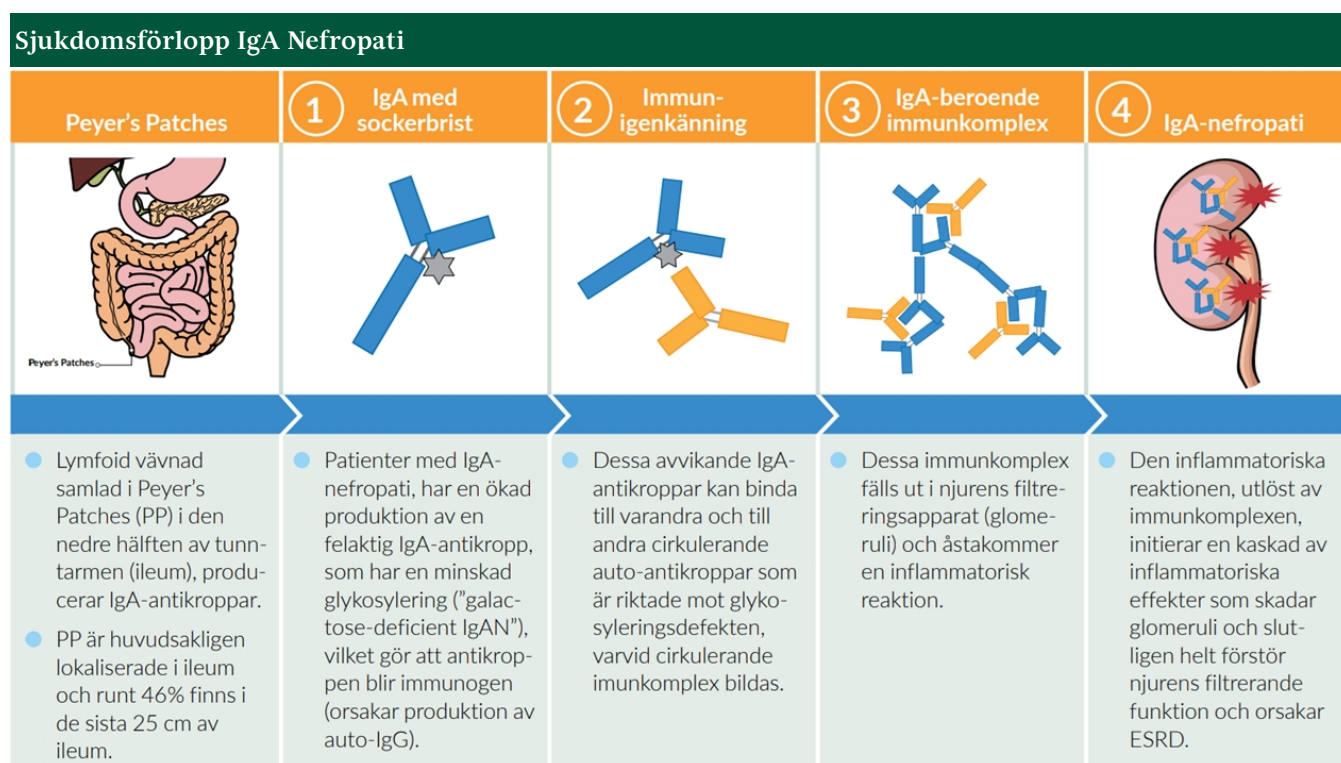 Sjukdomsförlopp IgA Nefropati
Peyer's Patches
Peyer's Patches
Lymfoid vävnad
samlad i Peyer's
Patches (PP) i den
nedre hälften av tunn-
tarmen (ileum), produ-
cerar IgA-antikroppar.
PP är huvudsakligen
lokaliserade i ileum
och runt 46% finns i
de sista 25 cm av
ileum.
1
IgA med
sockerbrist
Patienter med IgA-
nefropati, har en ökad
produktion av en
felaktig IgA-antikropp,
som har en minskad
glykosylering ("galac-
tose-deficient IgAN"),
vilket gör att antikrop-
pen blir immunogen
(orsakar produktion av
auto-IgG).
2
Immun-
igenkänning
Dessa avvikande IgA-
antikroppar kan binda
till varandra och till
andra cirkulerande
auto-antikroppar som
är riktade mot glyko-
syleringsdefekten,
varvid cirkulerande
imunkomplex bildas.
3
IgA-beroende
immunkomplex
Dessa immunkomplex
fälls ut i njurens filtre-
ringsapparat (glome-
ruli) och åstakommer
en inflammatorisk
reaktion.
4
IgA-nefropati
Den inflammatoriska
reaktionen, utlöst av
immunkomplexen,
initierar en kaskad av
inflammatoriska
effekter som skadar
glomeruli och slut-
ligen helt förstör
njurens filtrerande
funktion och orsakar
ESRD.